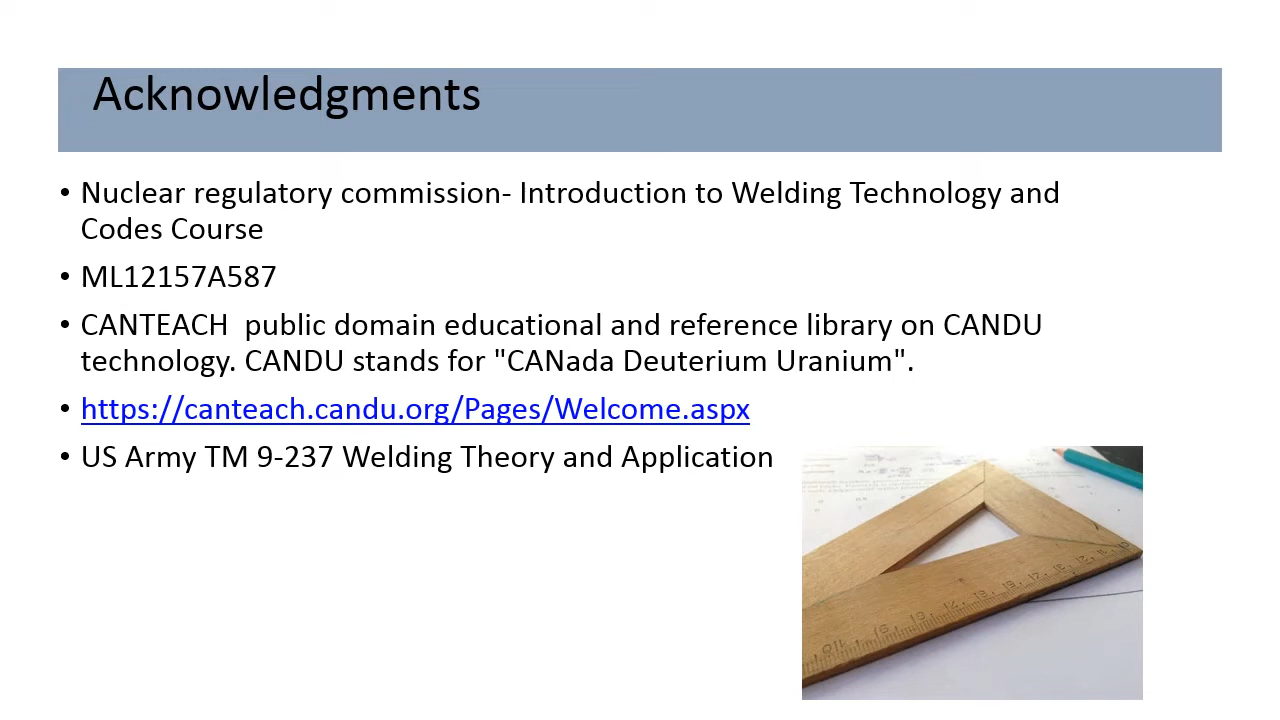 Acknowledgments
• Nuclear regulatory commission- Introduction to Welding Technology and
Codes Course
• ML12157A587
• CANTEACH  public domain educational and reference library on CANDU
technology. CANDU stands for "CANada Deuterium Uranium".
• https://canteach.candu.org/Pages/Welcome.aspx
• US Army TM 9-237 Welding Theory and Application